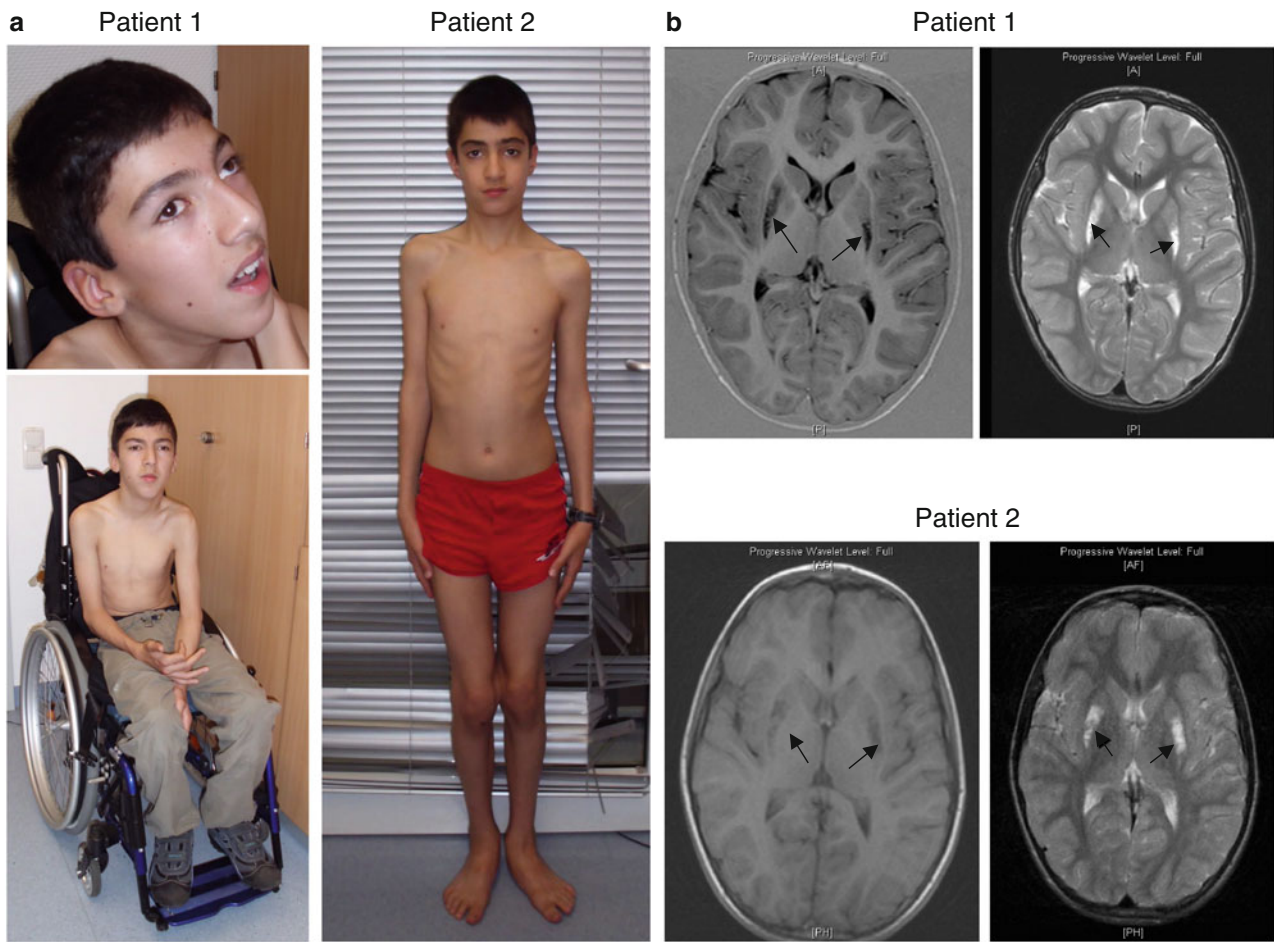 a
Patient 1
Patient 2
b
Patient 1
Progressive Wavelet Level: Full
[A]
[P]
Progressive Wavelet Level: Full
[A]
[P]
Patient 2
Progressive Wavelet Level: Full
[PH]
Progressive Wavelet Level: Full
[AF]
[PH]